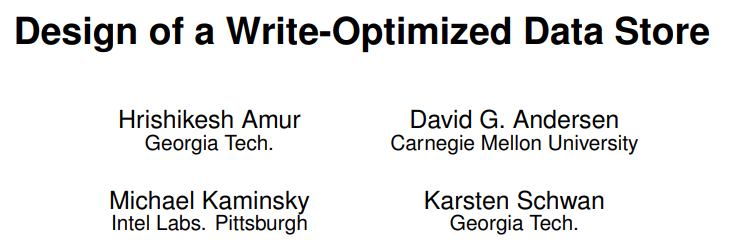 Design of a Write-Optimized Data Store
Hrishikesh Amur
Georgia Tech.
David G. Andersen
Carnegie Mellon University
Michael Kaminsky
Intel Labs. Pittsburgh
Karsten Schwan
Georgia Tech.